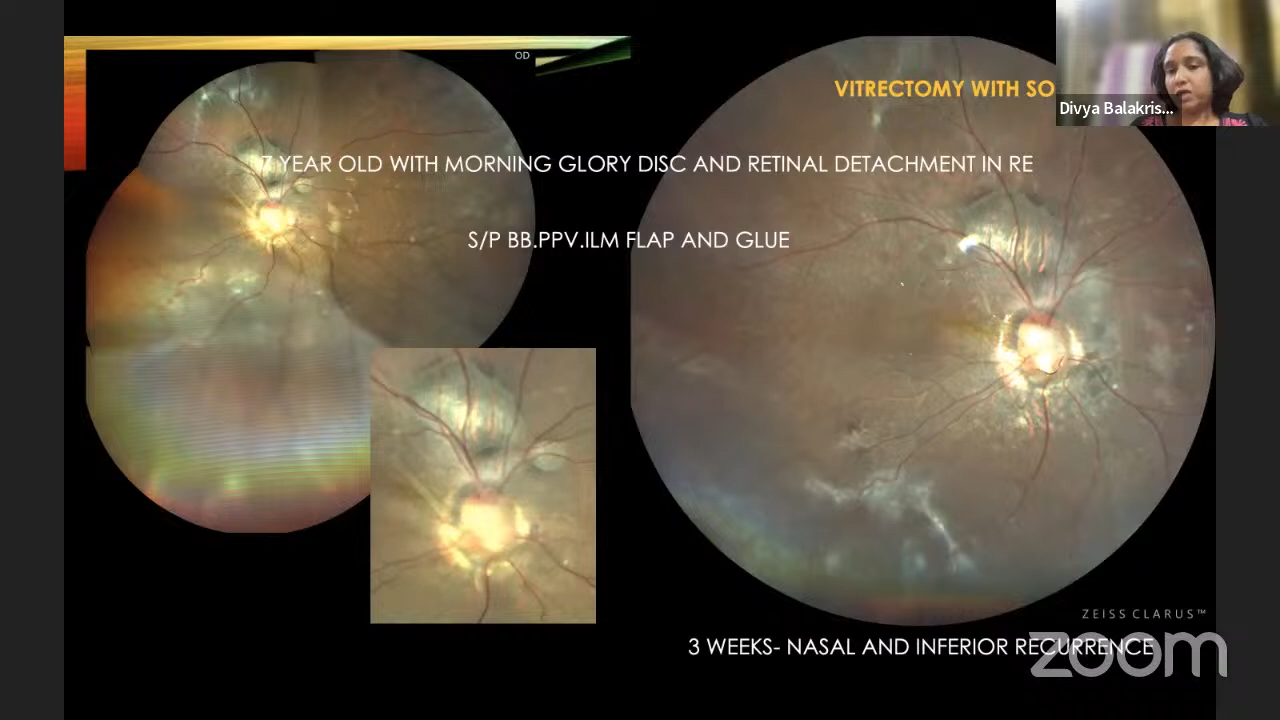 OD
VITRECTOMY WITH SO
Divya Balakris...
7 YEAR OLD WITH MORNING GLORY DISC AND RETINAL DETACHMENT IN RE
S/P BB.PPV.ILM FLAP AND GLUE
ZEISS CLARUS™
3 WEEKS- NASAL AND INFERIOR RECURRENCE
zoom